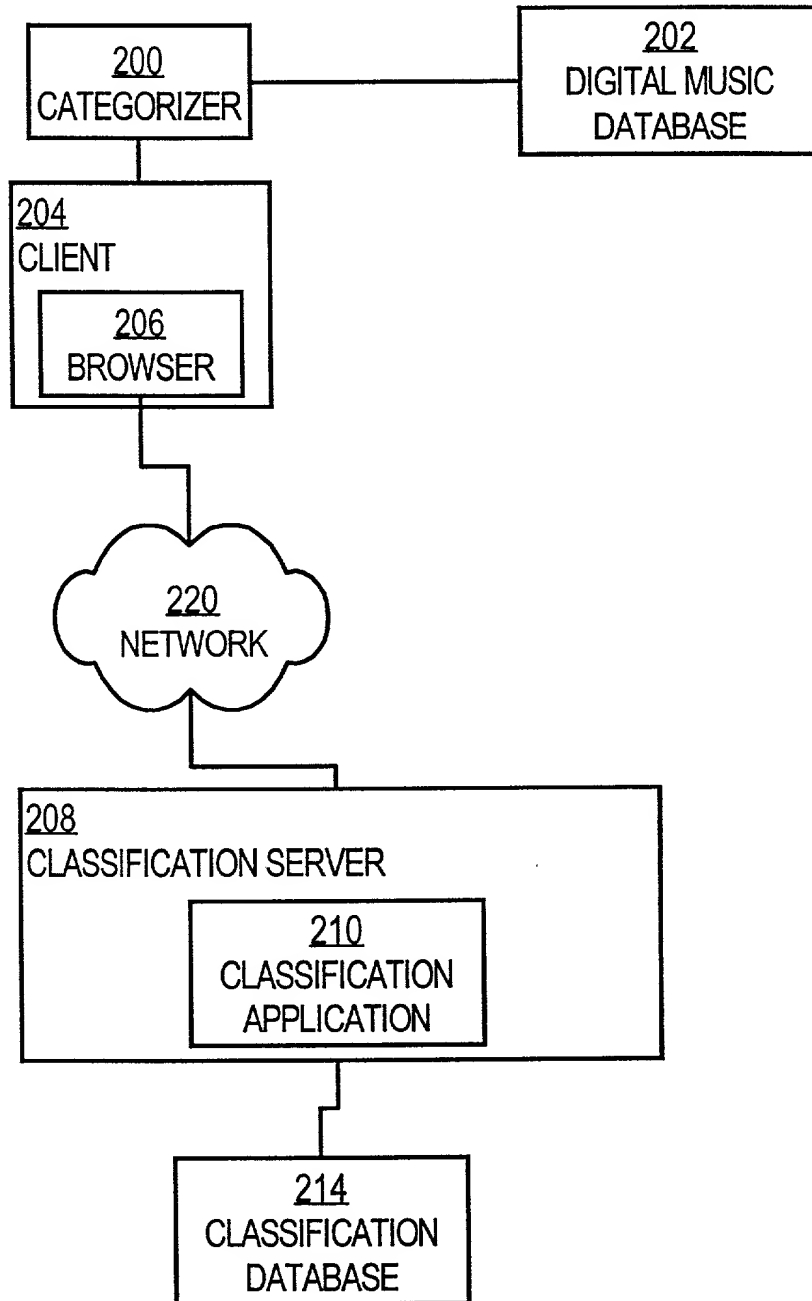 200
CATEGORIZER
202
DIGITAL MUSIC
DATABASE
204
CLIENT
206
BROWSER
220
NETWORK
208
CLASSIFICATION SERVER
210
CLASSIFICATION
APPLICATION
214
CLASSIFICATION
DATABASE